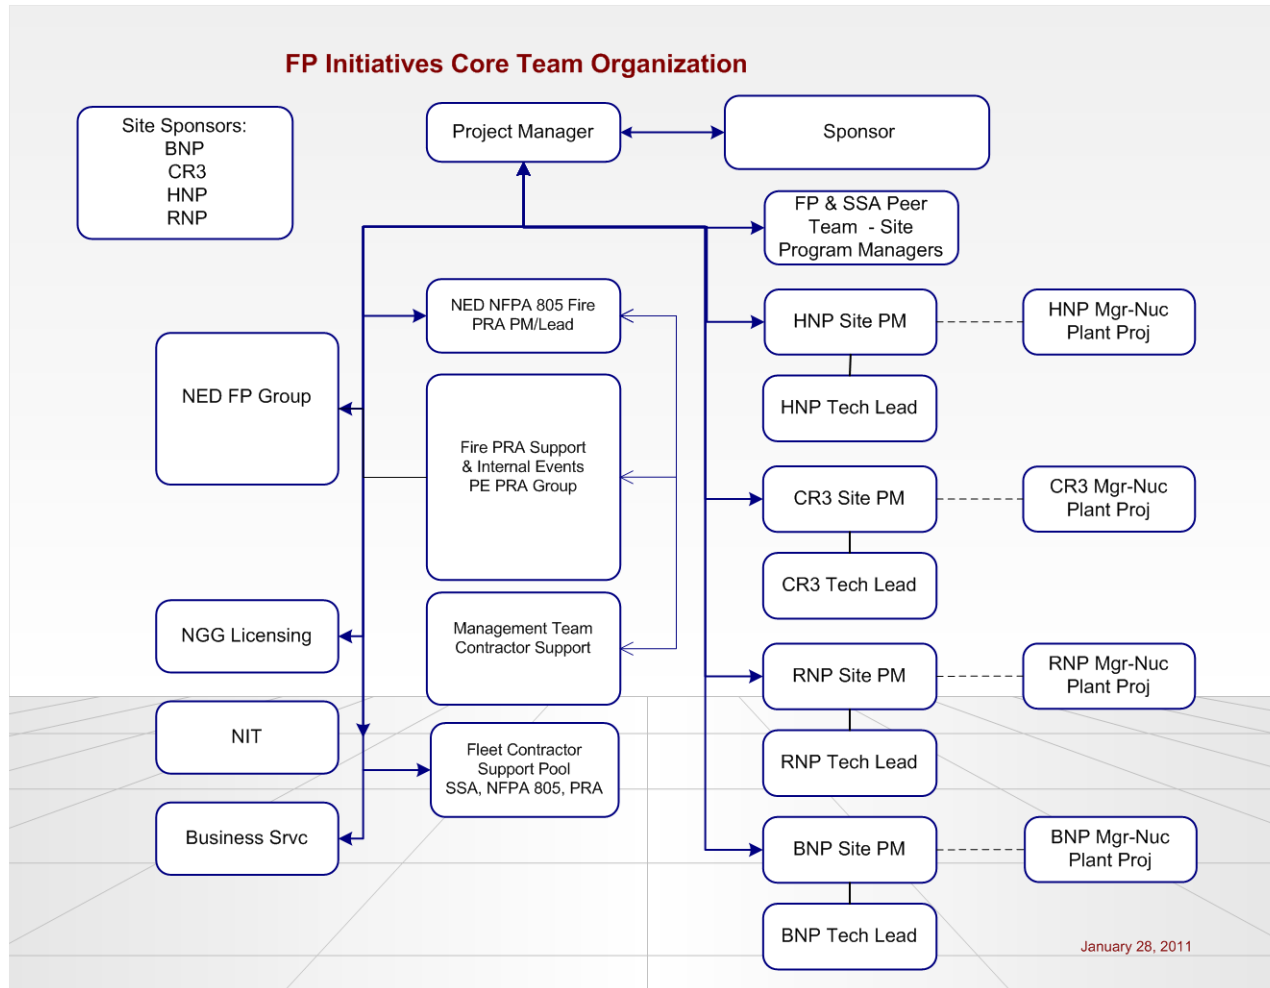 FP Initiatives Core Team Organization
Site Sponsors:
BNP
CR3
HNP
RNP
Project Manager
Sponsor
FP & SSA Peer
Team - Site
Program Managers
NED NFPA 805 Fire
PRA PM/Lead
HNP Site PM
HNP Mgr-Nuc
Plant Proj
NED FP Group
HNP Tech Lead
Fire PRA Support
& Internal Events
PE PRA Group
CR3 Site PM
CR3 Mgr-Nuc
Plant Proj
CR3 Tech Lead
NGG Licensing
Management Team
Contractor Support
RNP Site PM
RNP Mgr-Nuc
Plant Proj
NIT
Fleet Contractor
Support Pool
SSA, NFPA 805, PRA
RNP Tech Lead
Business Srvc
BNP Site PM
BNP Mgr-Nuc
Plant Proj
BNP Tech Lead
January 28, 2011